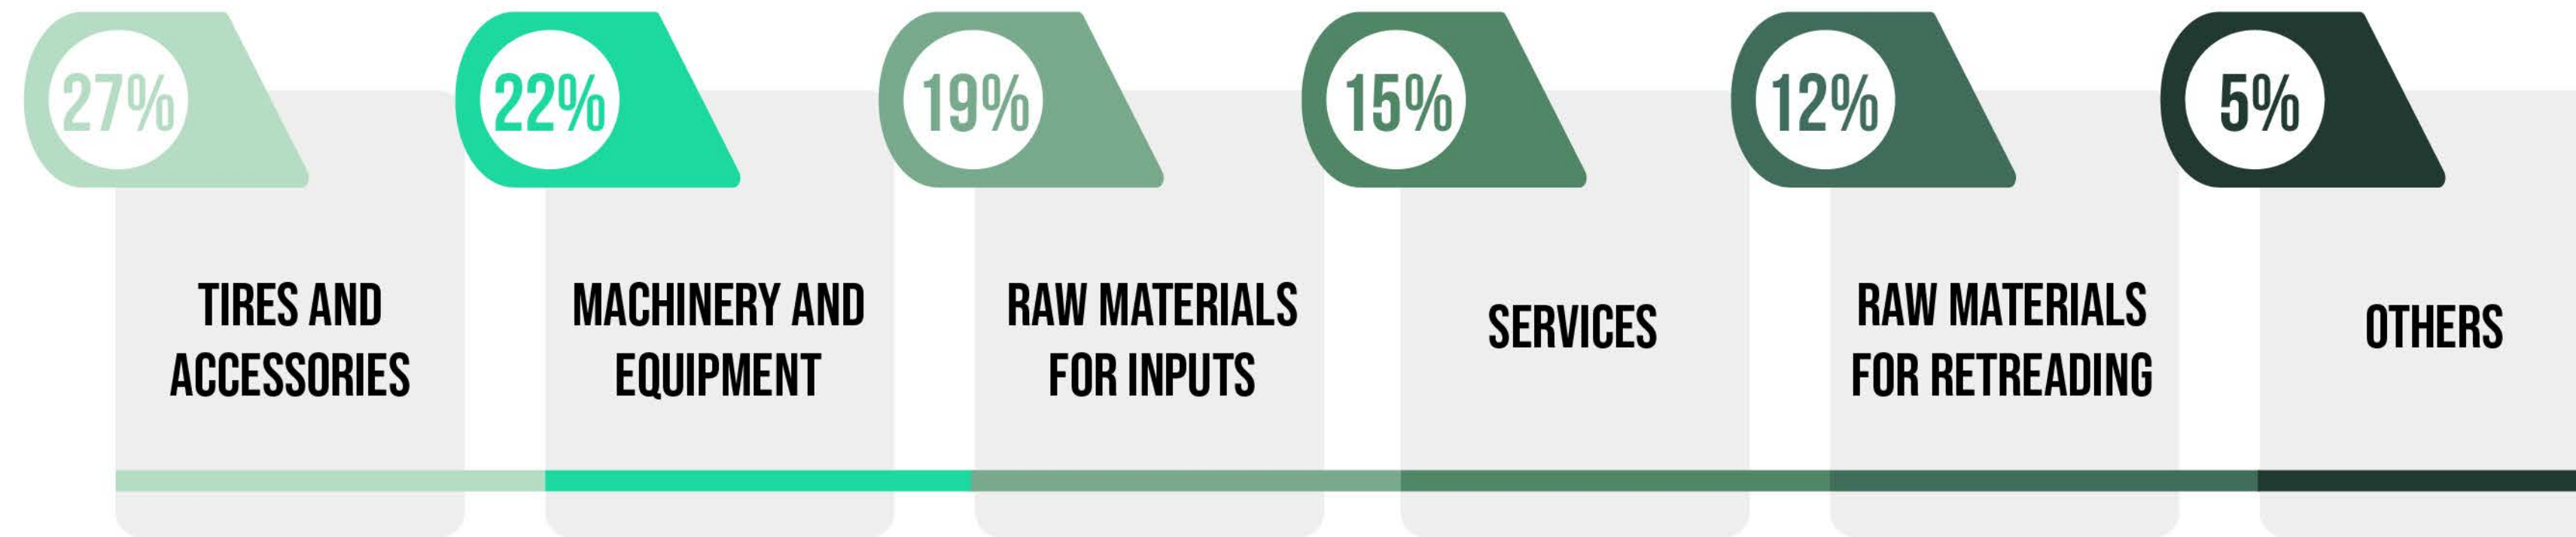 27%
TIRES AND
ACCESSORIES
22%
MACHINERY AND
EQUIPMENT
19%
RAW MATERIALS
FOR INPUTS
15%
SERVICES
12%
RAW MATERIALS
FOR RETREADING
5%
OTHERS